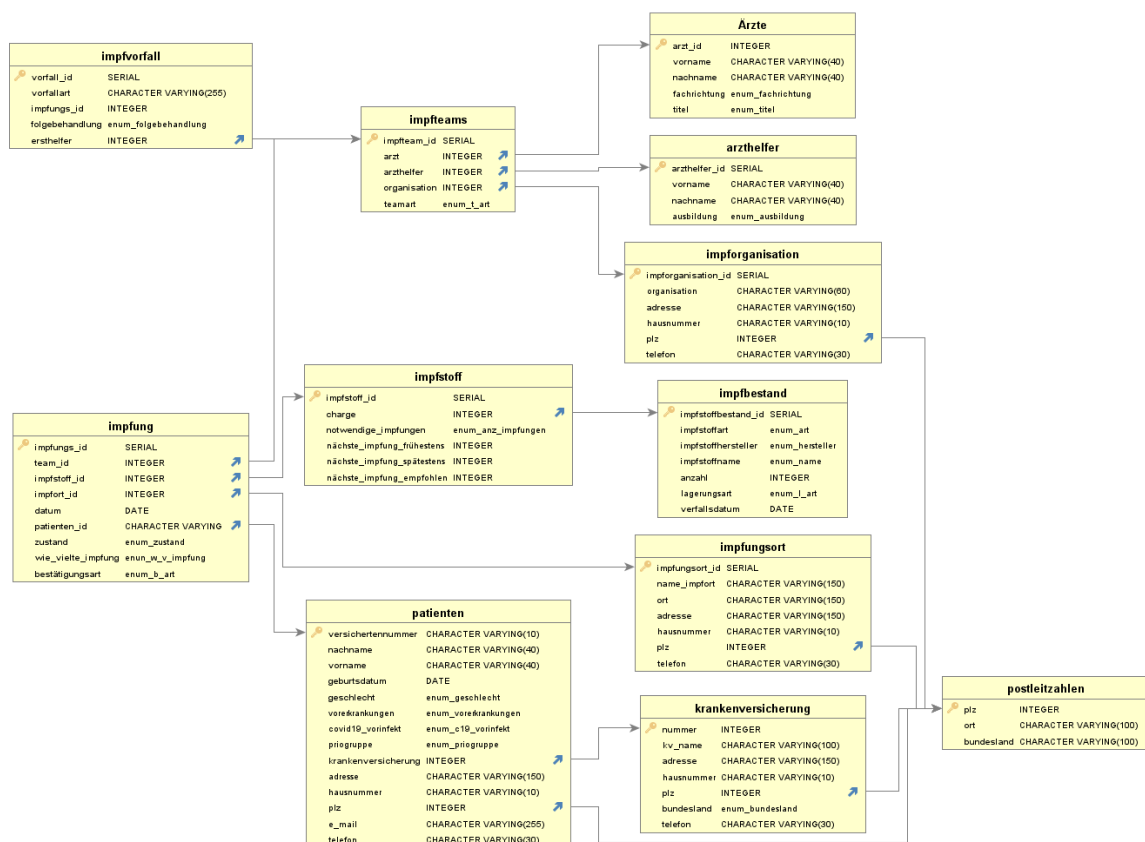 Ärzte
arzt_id INTEGER
vorname CHARACTER VARYING(40)
nachname CHARACTER VARYING(40)
fachrichtung enum_fachrichtung
titel enum_titel
impfvorfall
vorfall_id SERIAL
vorfallart CHARACTER VARYING(255)
impfungs_id INTEGER
folgebehandlung enum_folgebehandlung
ersthelfer INTEGER
impfteams
impfteam_id SERIAL
arzt INTEGER
arzthelfer INTEGER
organisation INTEGER
teamart enum_t_art
arzthelfer
arzthelfer_id SERIAL
vorname CHARACTER VARYING(40)
nachname CHARACTER VARYING(40)
ausbildung enum_ausbildung
impforganisation
impforganisation_id SERIAL
organisation CHARACTER VARYING(60)
adresse CHARACTER VARYING(150)
hausnummer CHARACTER VARYING(10)
plz INTEGER
telefon CHARACTER VARYING(30)
impfstoff
impfstoff_id SERIAL
charge INTEGER
notwendige_impfungen enum_anz_impfungen
nächste_impfung_frühestens INTEGER
nächste_impfung_spätestens INTEGER
nächste_impfung_empfohlen INTEGER
impfbestand
impfstoffbestand_id SERIAL
impfstoffart enum_art
impfstoffhersteller enum_hersteller
impfstoffname enum_name
anzahl INTEGER
lagerungsart enum_l_art
verfallsdatum DATE
impfung
impfungs_id SERIAL
team_id INTEGER
impfstoff_id INTEGER
impfort_id INTEGER
datum DATE
patienten_id CHARACTER VARYING
zustand enum_zustand
wie_vielte_impfung enun_w_v_impfung
bestätigungsart enum_b_art
impfungsort
impfungsort_id SERIAL
name_impfort CHARACTER VARYING(150)
ort CHARACTER VARYING(150)
adresse CHARACTER VARYING(150)
hausnummer CHARACTER VARYING(10)
plz INTEGER
telefon CHARACTER VARYING(30)
patienten
versichertennummer CHARACTER VARYING(10)
nachname CHARACTER VARYING(40)
vorname CHARACTER VARYING(40)
geburtsdatum DATE
geschlecht enum_geschlecht
vorerkrankungen enum_vorerkrankungen
covid19_vorinfekt enum_c19_vorinfekt
priogruppe enum_priogruppe
krankenversicherung INTEGER
adresse CHARACTER VARYING(150)
hausnummer CHARACTER VARYING(10)
plz INTEGER
e_mail CHARACTER VARYING(255)
telefon CHARACTER VARYING(30)
krankenversicherung
nummer INTEGER
kv_name CHARACTER VARYING(100)
adresse CHARACTER VARYING(150)
hausnummer CHARACTER VARYING(10)
plz INTEGER
bundesland enum_bundesland
telefon CHARACTER VARYING(30)
postleitzahlen
plz INTEGER
ort CHARACTER VARYING(100)
bundesland CHARACTER VARYING(100)